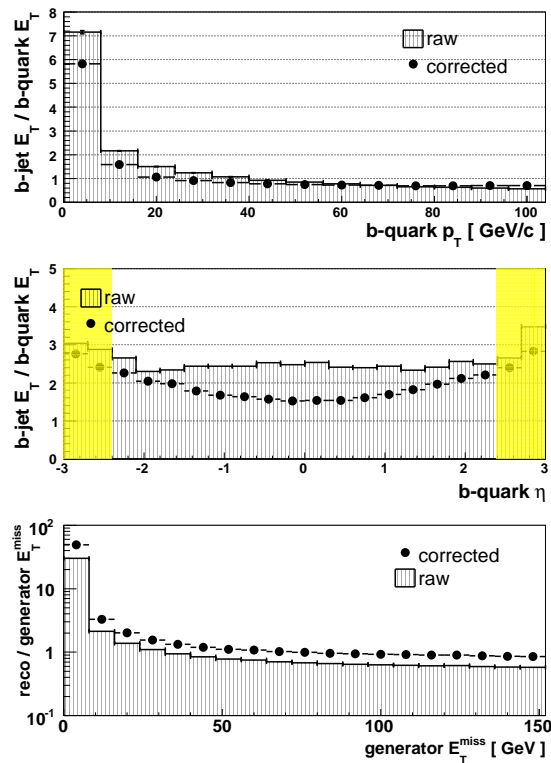 b-jet E_T / b-quark E_T
8
7
6
5
4
3
2
1
0
raw
corrected
0 20 40 60 80 100
b-quark p_T [ GeV/c ]
b-jet E_T / b-quark E_T
5
4
3
2
1
0
raw
corrected
-3 -2 -1 0 1 2 3
b-quark η
reco / generator E_T^miss
10^2
10
1
10^-1
corrected
raw
0 50 100 150
generator E_T^miss [ GeV ]